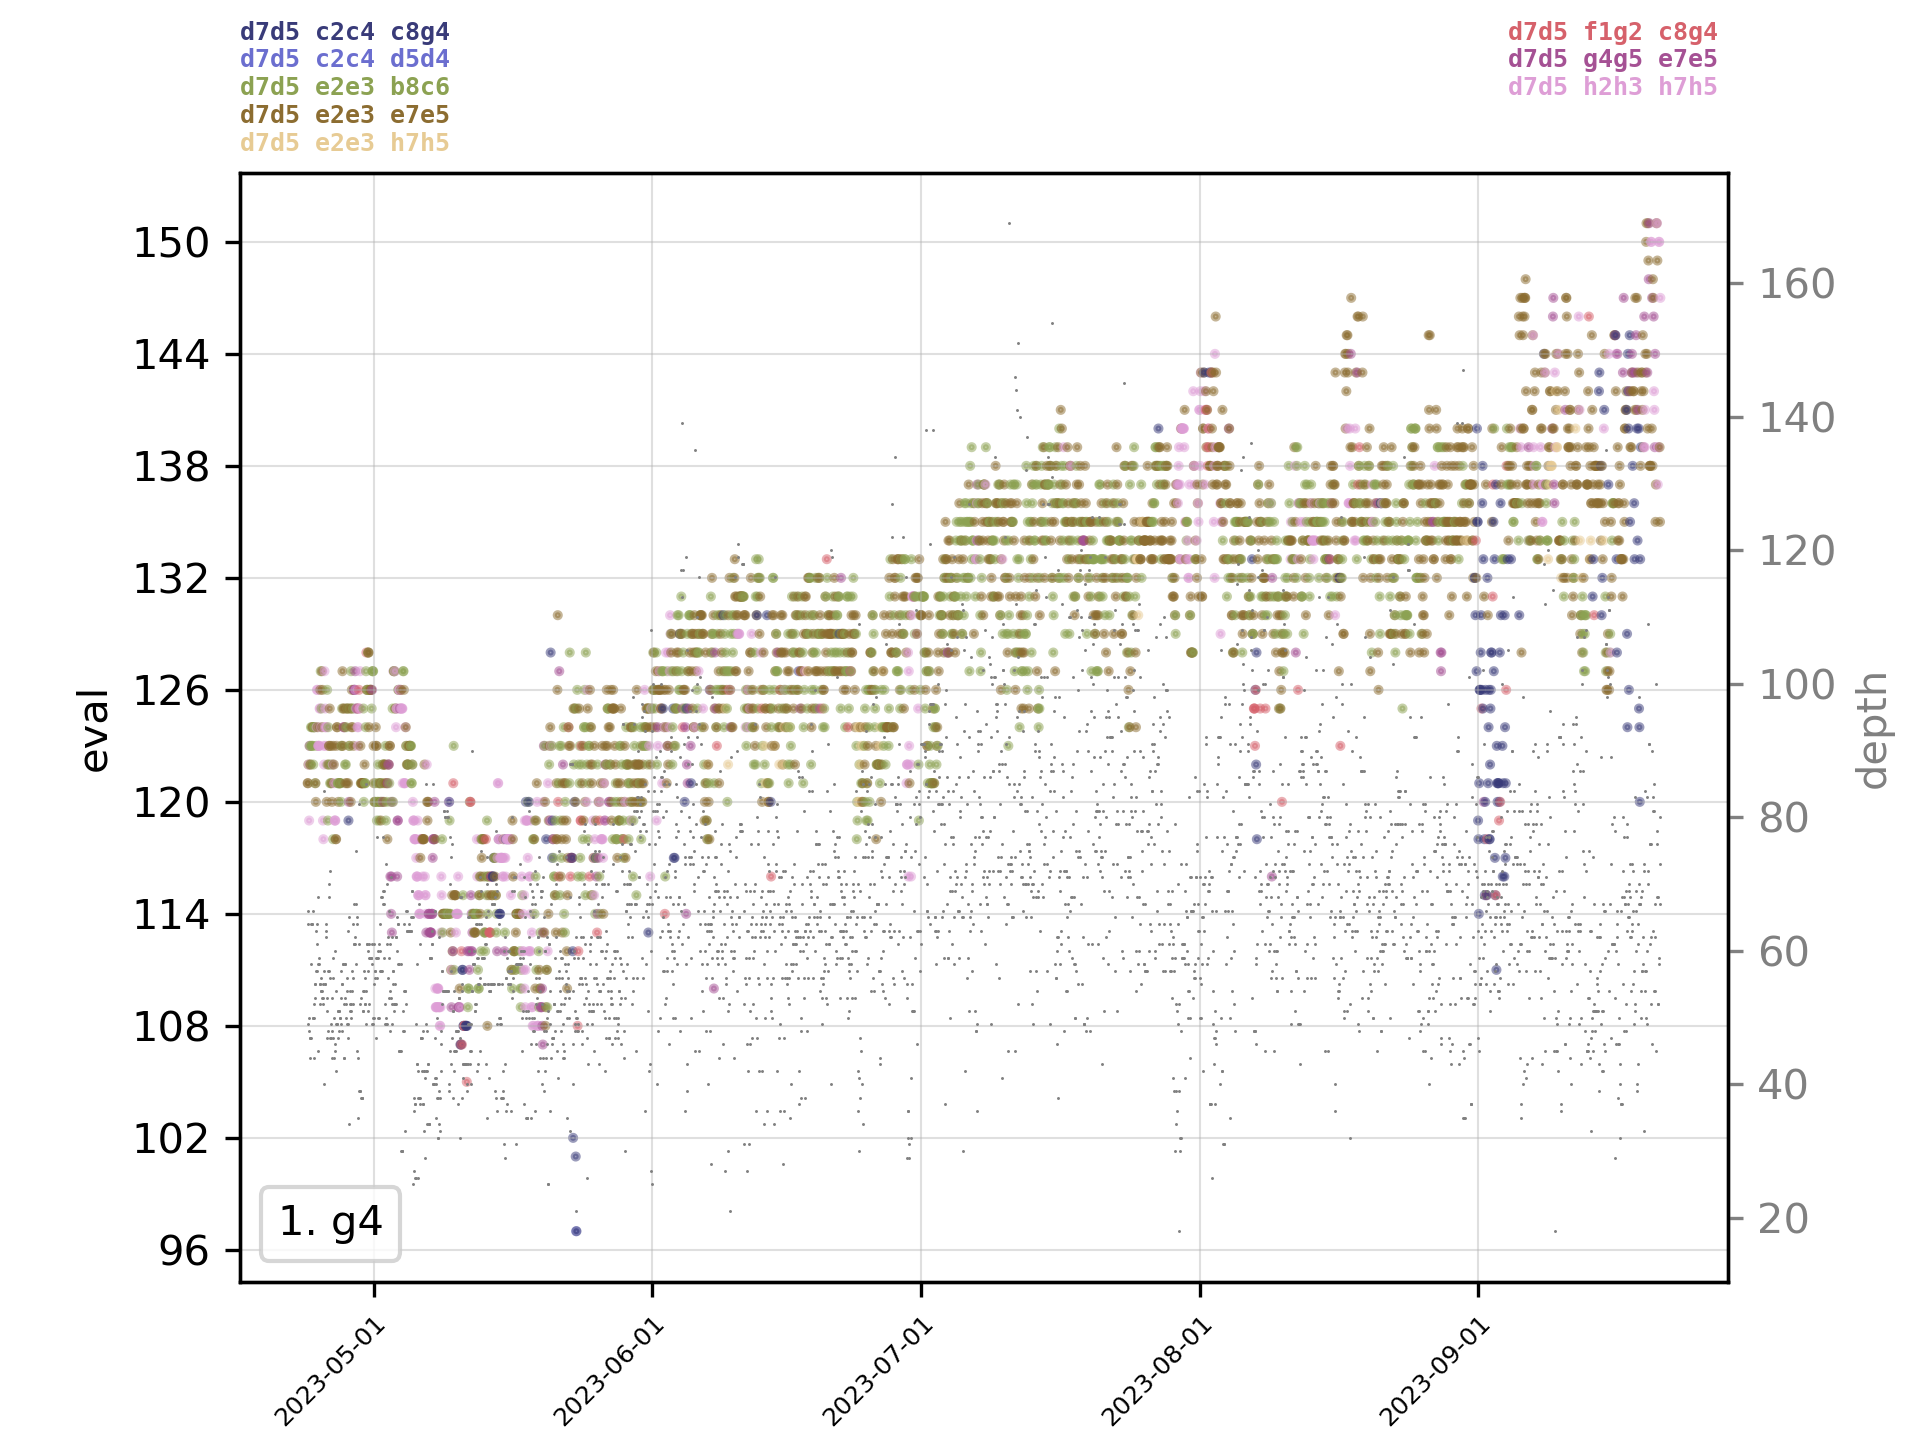 d7d5 c2c4 c8g4
d7d5 c2c4 d5d4
d7d5 e2e3 b8c6
d7d5 e2e3 e7e5
d7d5 e2e3 h7h5
d7d5 f1g2 c8g4
d7d5 g4g5 e7e5
d7d5 h2h3 h7h5
150
144
138
132
126
120
114
108
102
96
eval
160
140
120
100
80
60
40
20
depth
1. g4
2023-05-01
2023-06-01
2023-07-01
2023-08-01
2023-09-01